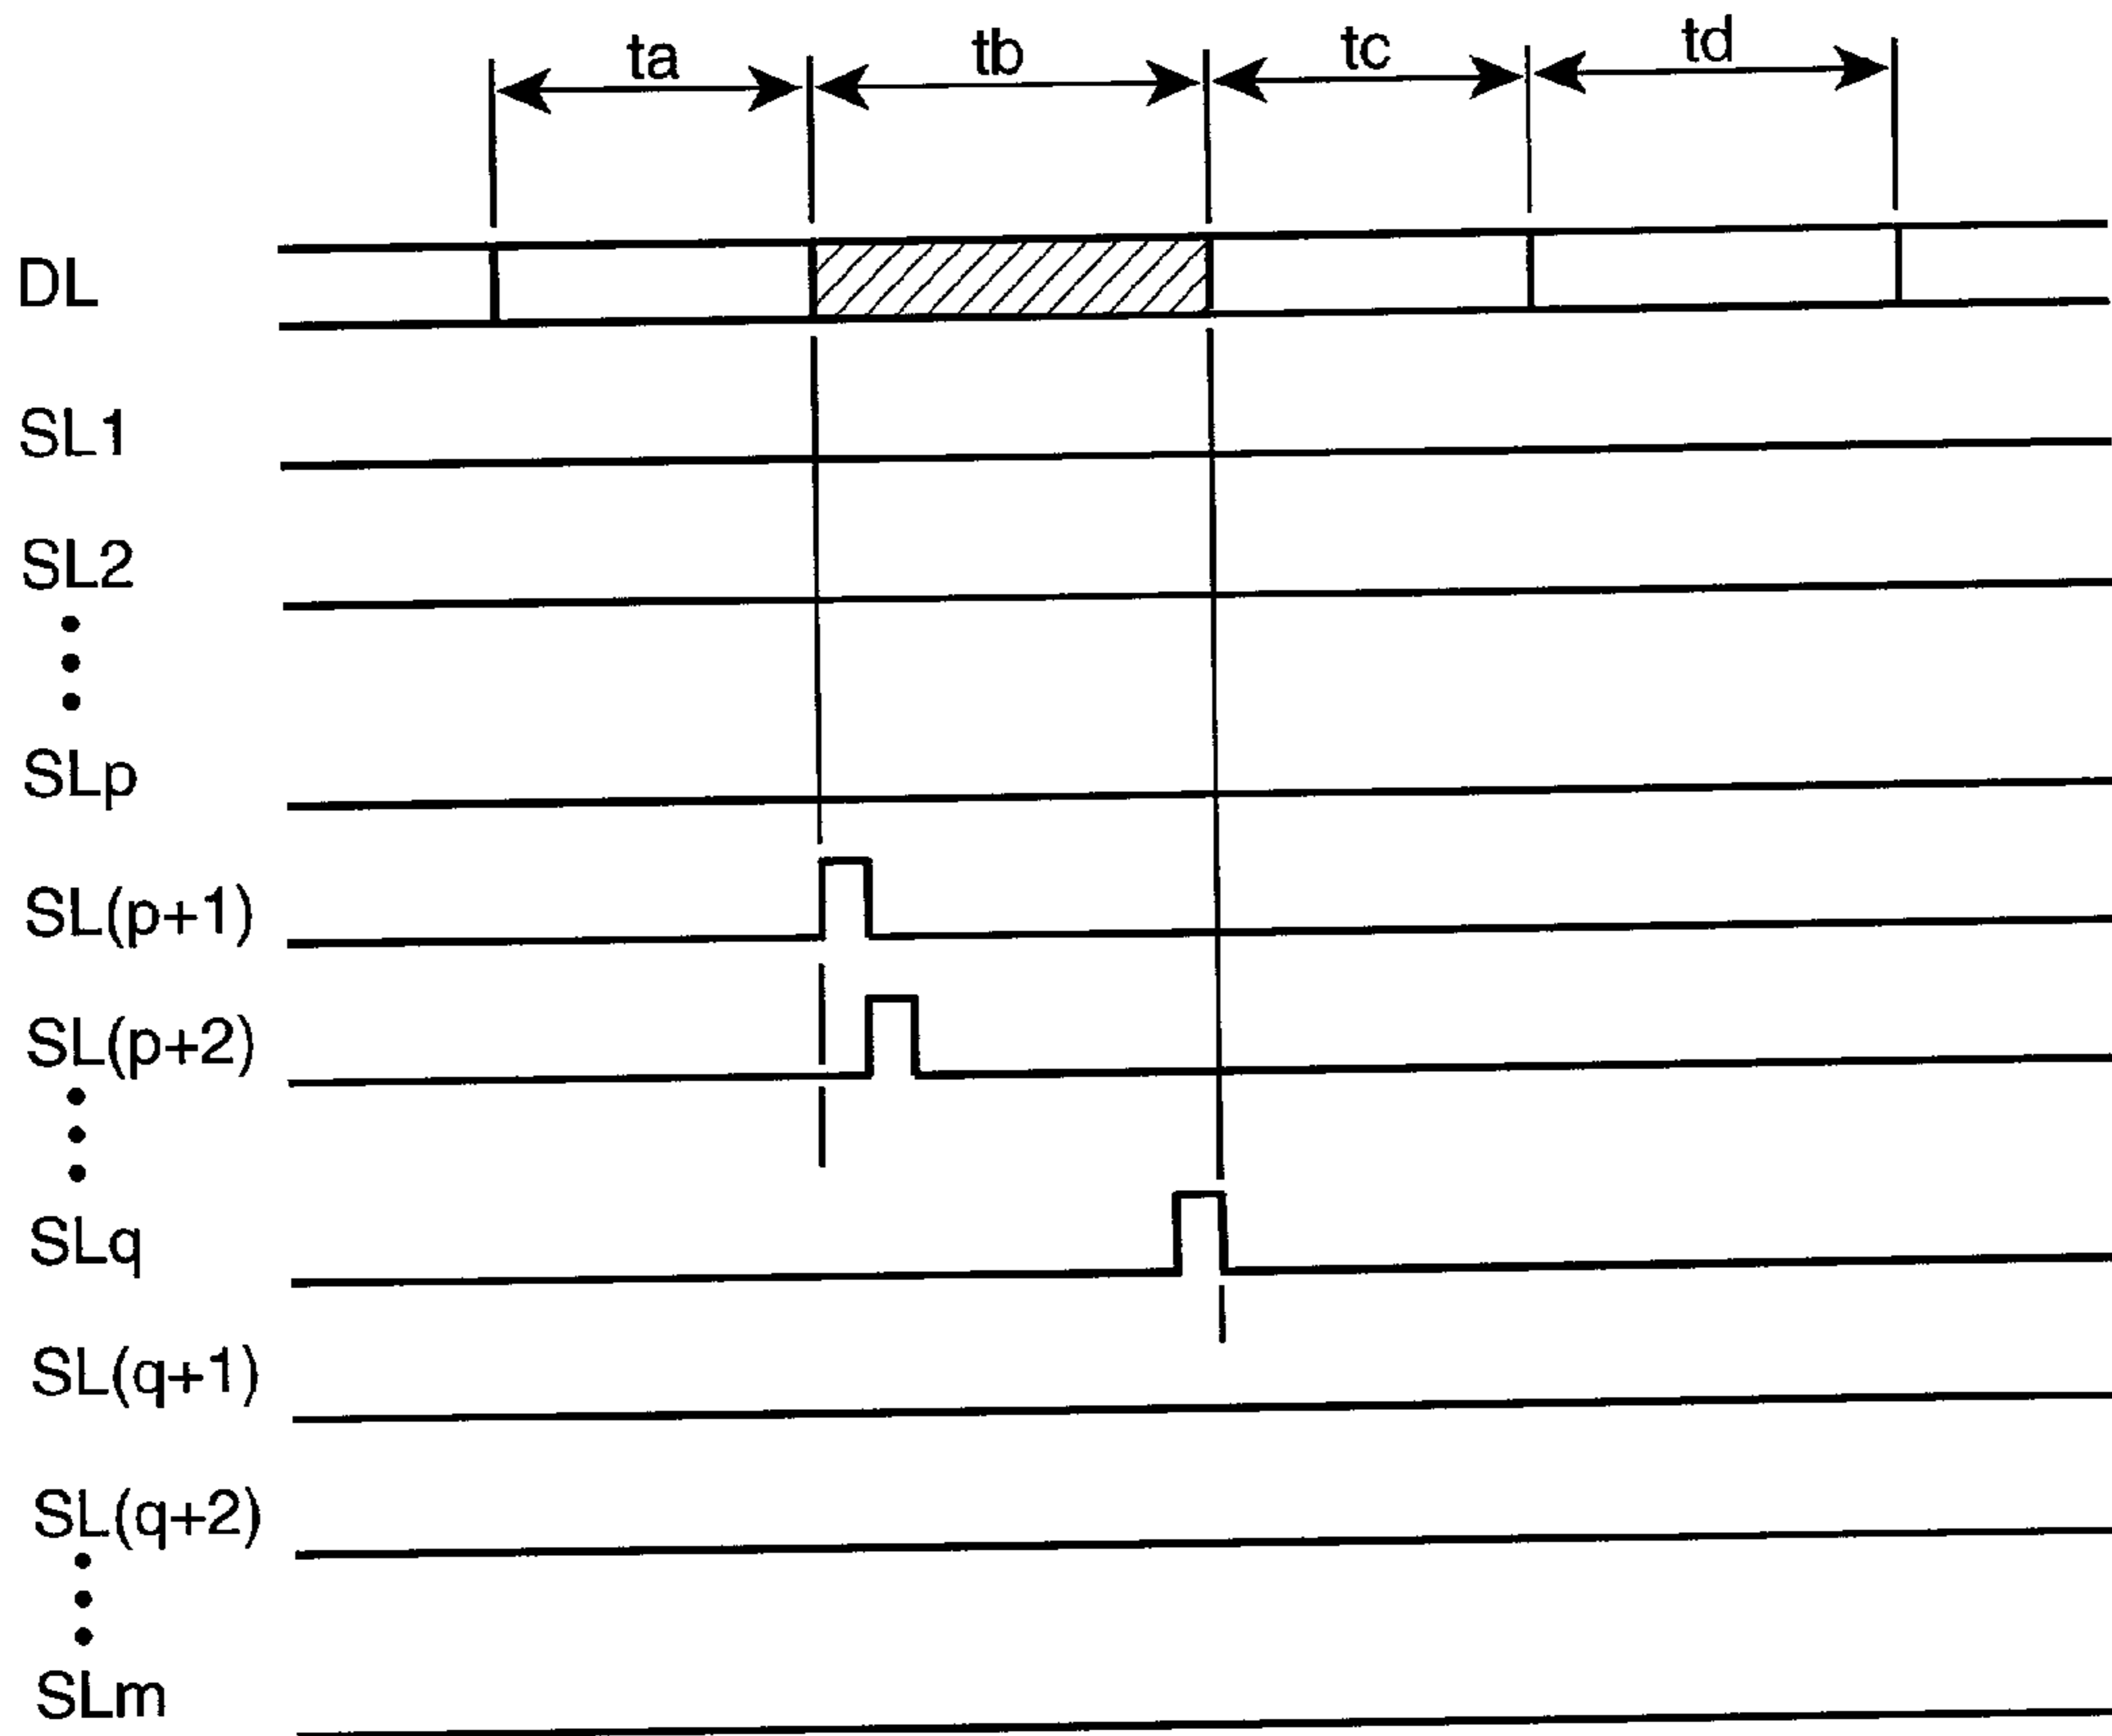 ta tb tc td
DL
SL1
SL2
SLp
SL(p+1)
SL(p+2)
SLq
SL(q+1)
SL(q+2)
SLm